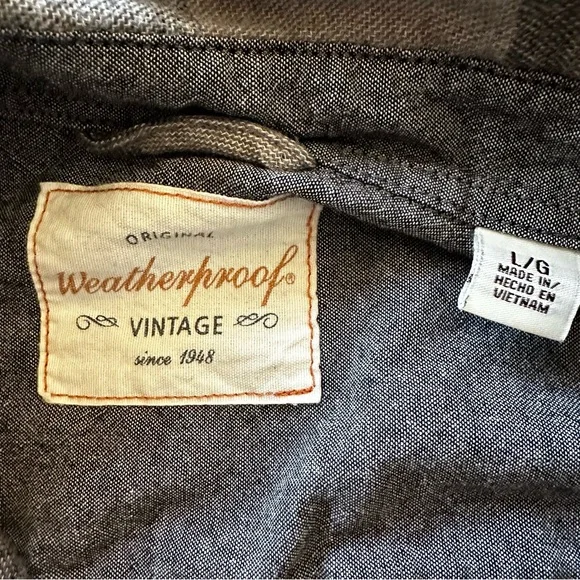 ORIGINAL
Weatherproof®
VINTAGE
since 1948
L/G
MADE IN/
HECHO EN
VIETNAM